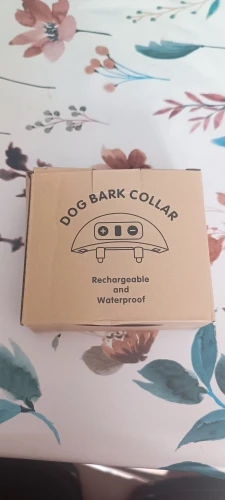 DOG BARK COLLAR
Rechargeable
and
Waterproof